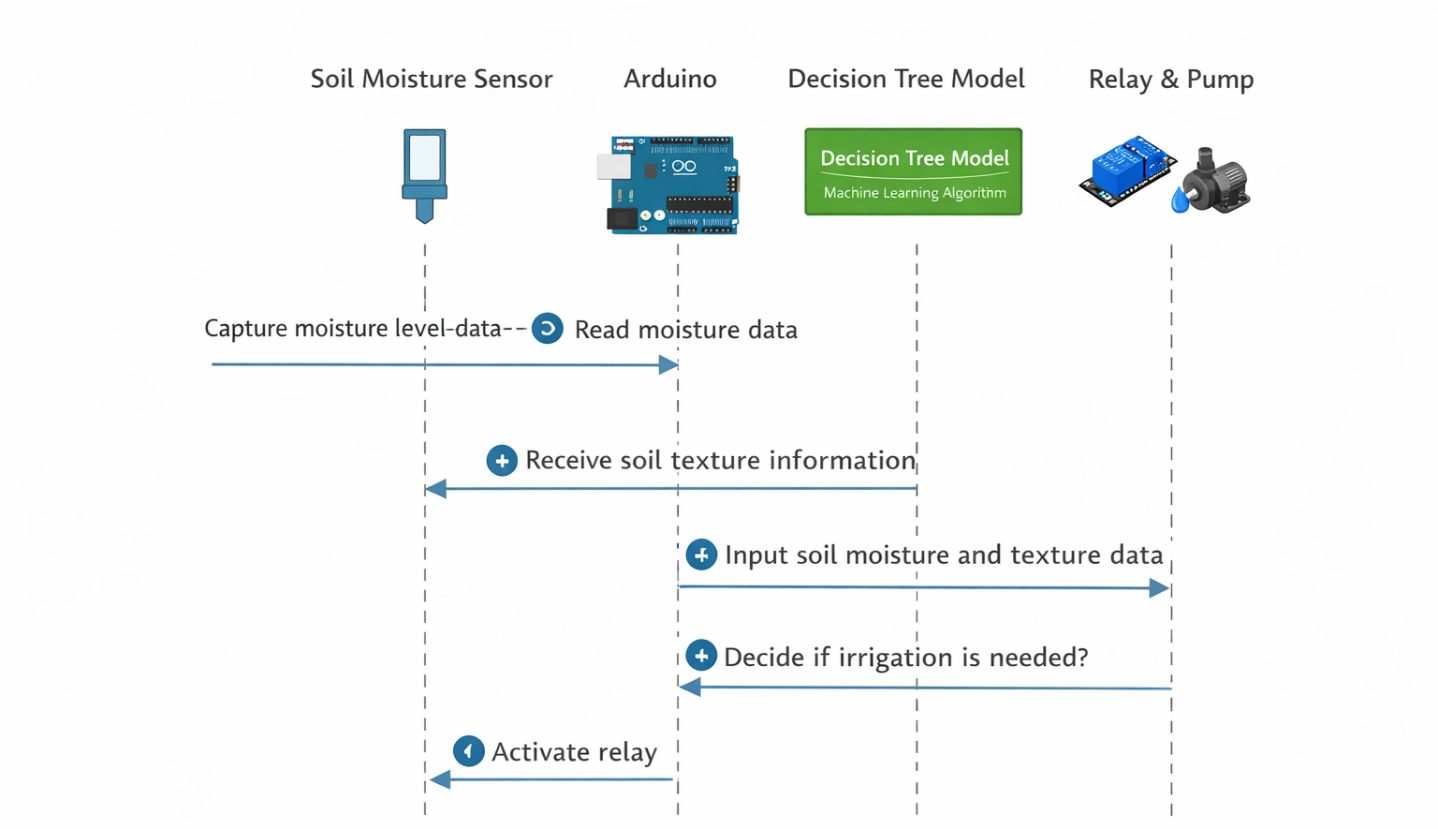 Soil Moisture Sensor
Arduino
Decision Tree Model
Relay & Pump
Decision Tree Model
Machine Learning Algorithm
Capture moisture level-data--
Read moisture data
Receive soil texture information
Input soil moisture and texture data
Decide if irrigation is needed?
Activate relay